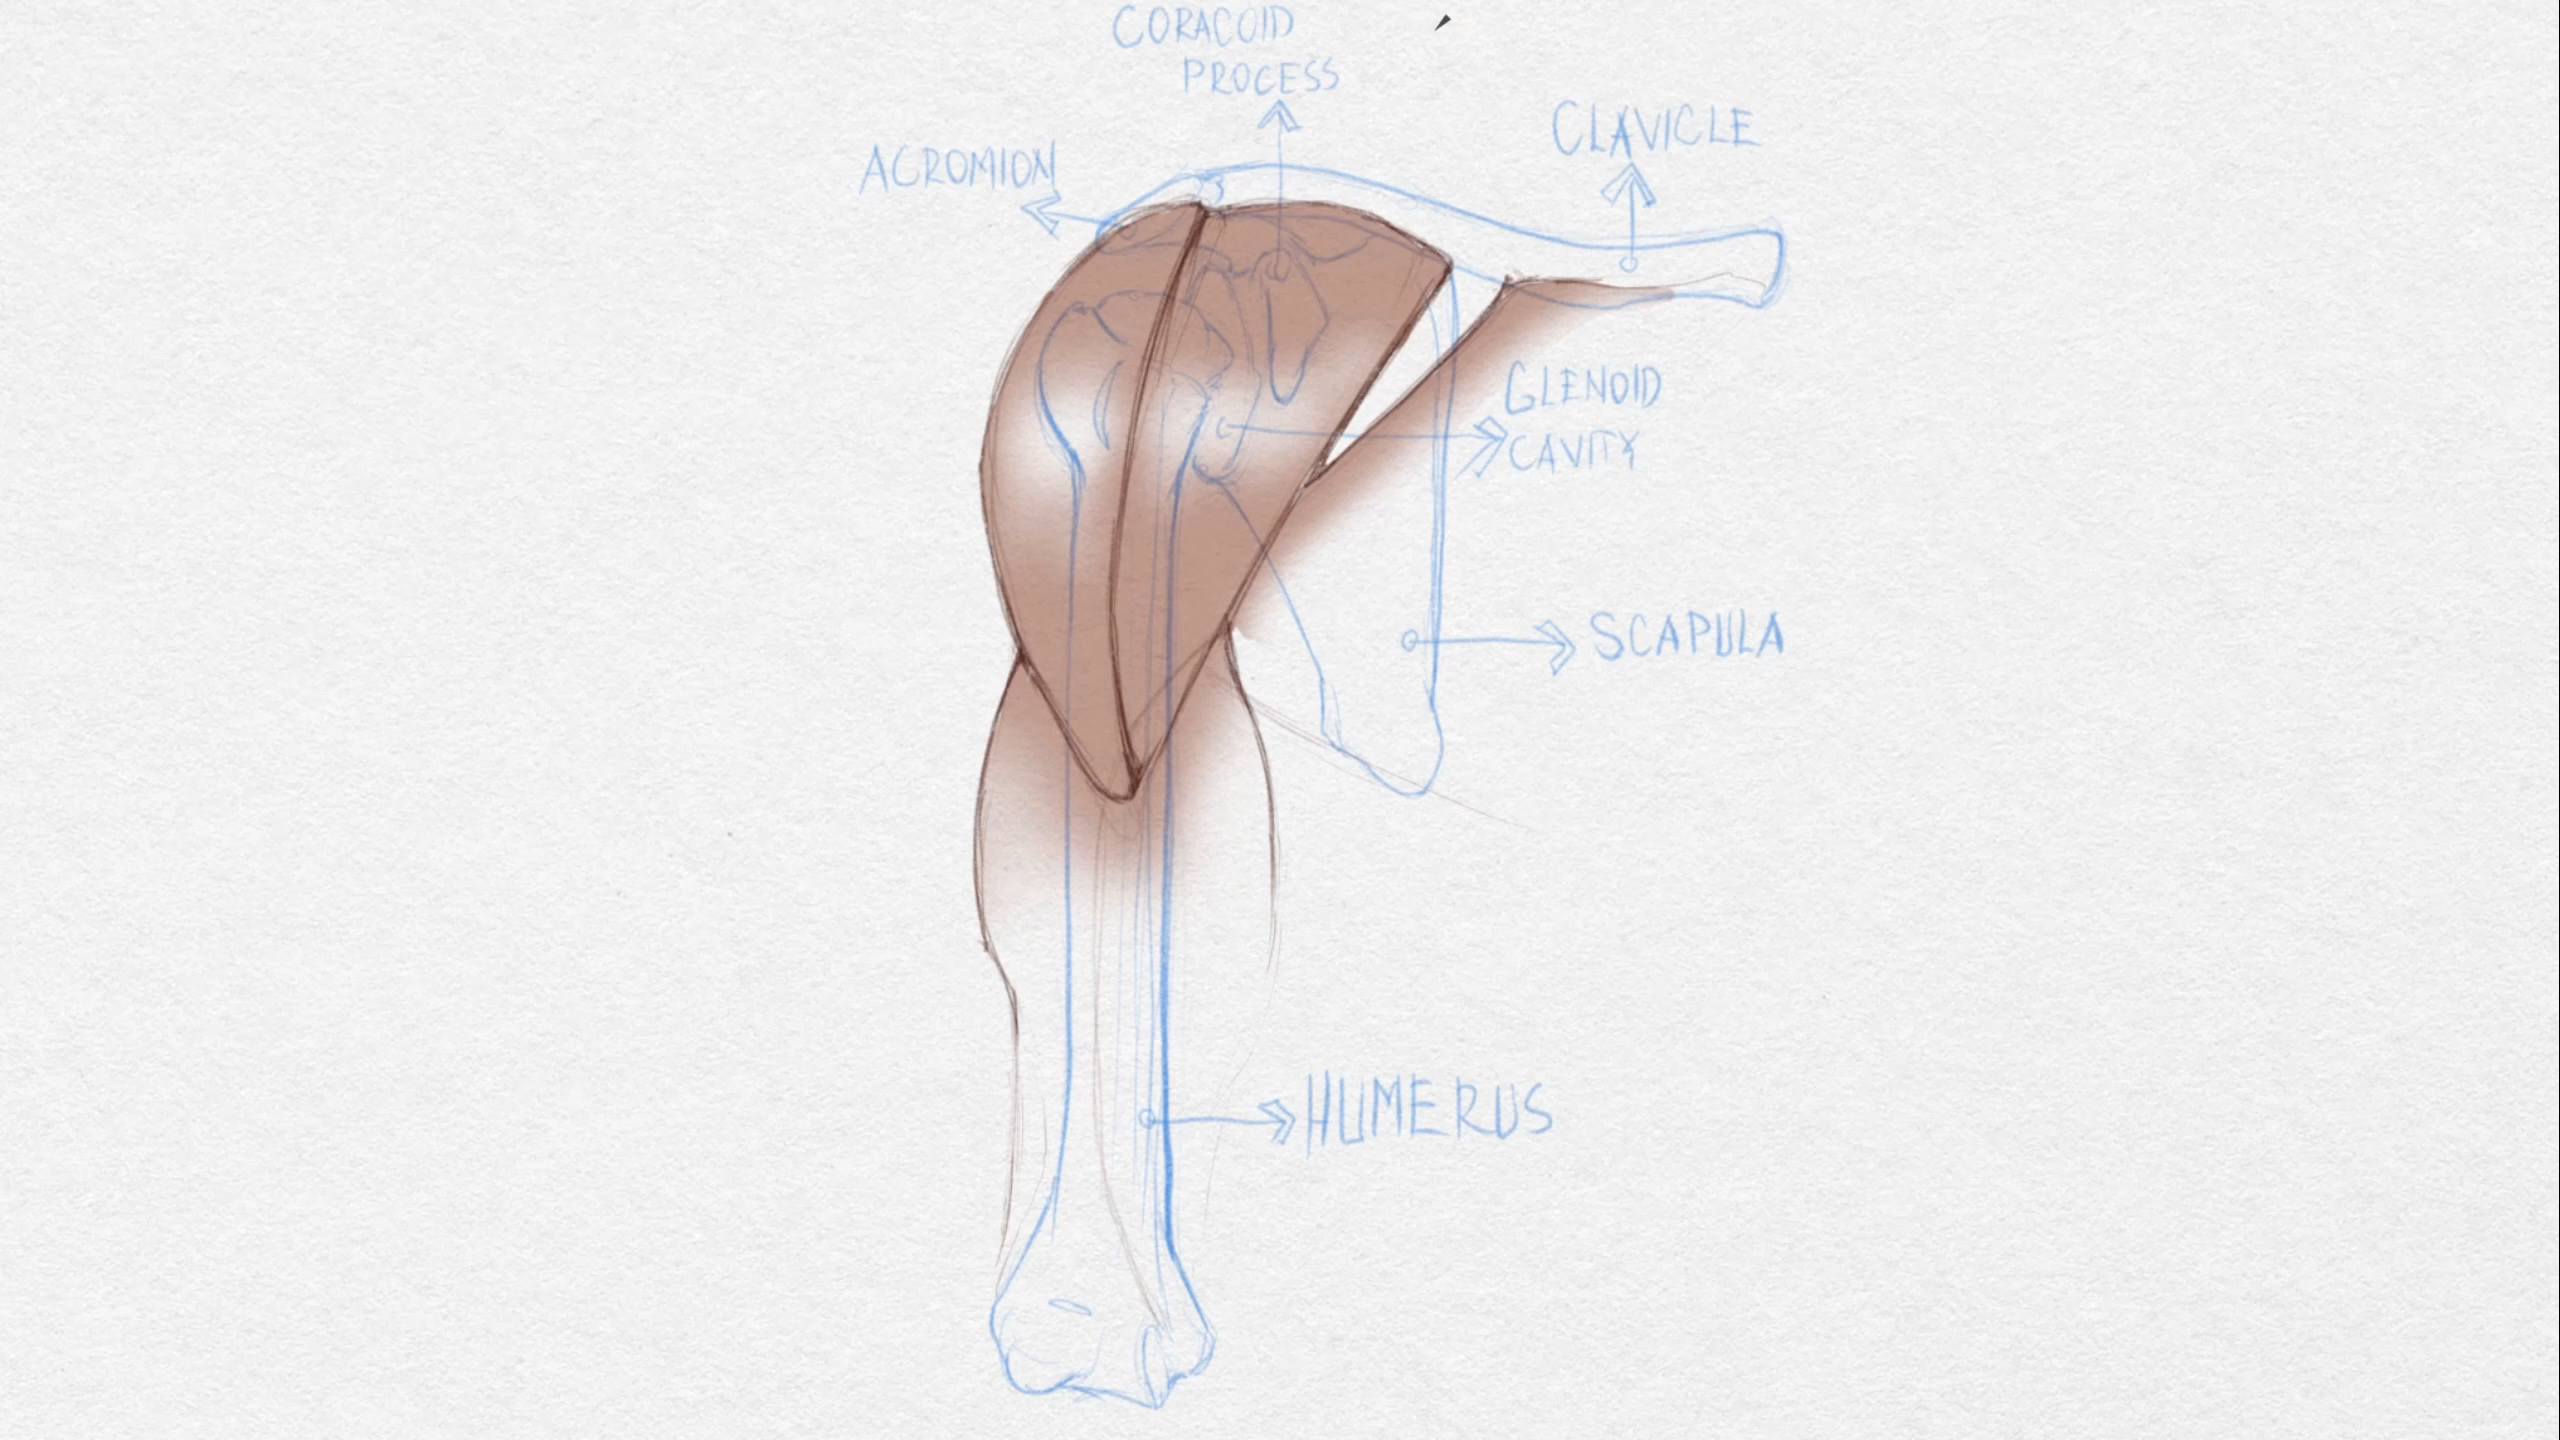 CORACOID
PROCESS
CLAVICLE
ACROMION
GLENOID
CAVITY
SCAPULA
HUMERUS